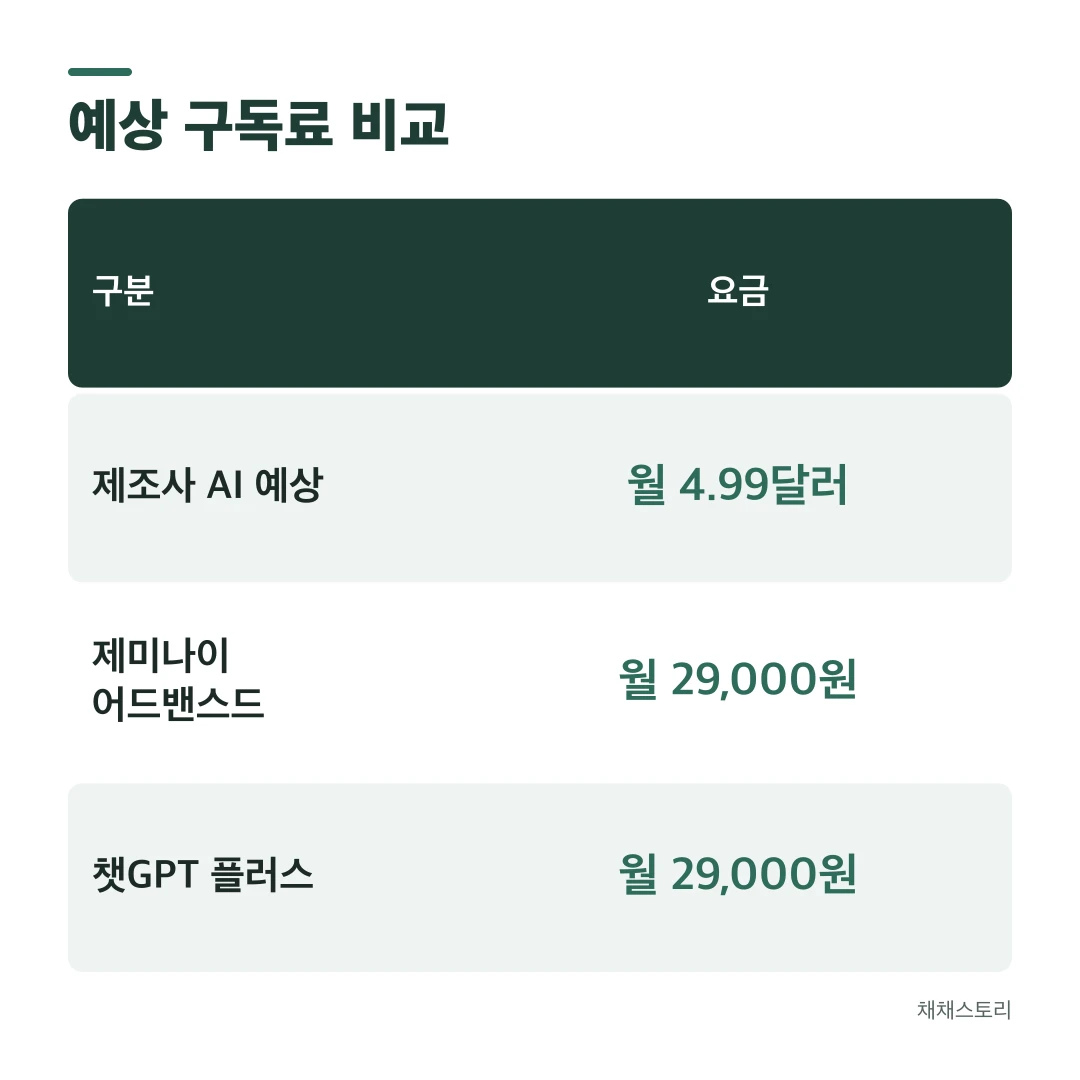 예상 구독료 비교
구분 요금
제조사 AI 예상 월 4.99달러
제미나이
어드밴스드
월 29,000원
챗GPT 플러스 월 29,000원
채채스토리